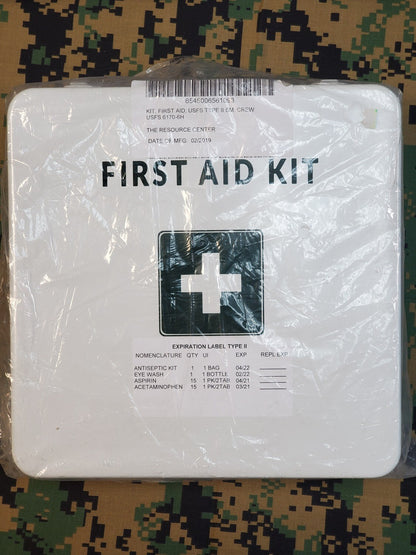 6545006561093
KIT, FIRST AID, USFS TYPE II SM. CREW
USFS 6170-6H
THE RESOURCE CENTER
DATE OF MFG. 02/2019
FIRST AID KIT
EXPIRATION LABEL TYPE II
NOMENCLATURE QTY UI EXP REPL EXP
ANTISEPTIC KIT 1 1 BAG 04/22
EYE WASH 1 1 BOTTLE 02/22
ASPIRIN 15 1 PK/2TAB 04/21
ACETAMINOPHEN 15 1 PK/2TAB 03/21